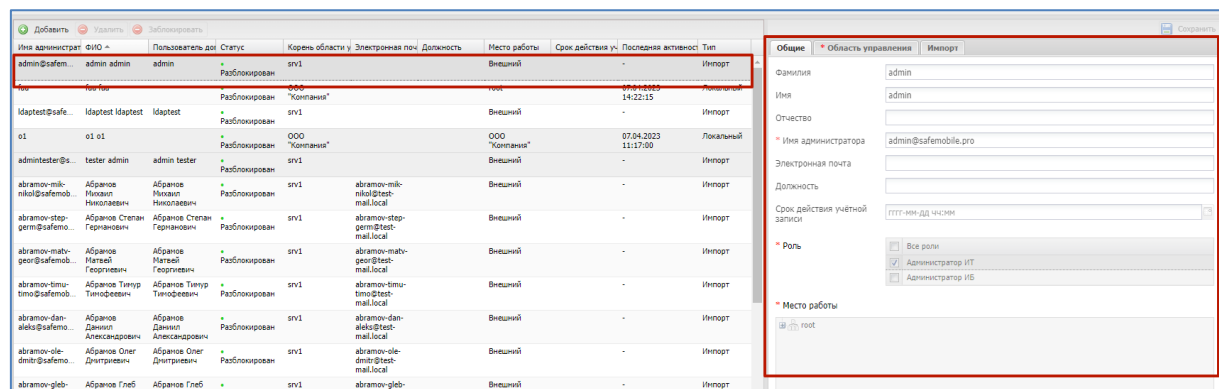 Добавить Удалить Заблокировать
Сохранить
Имя администрат ФИО Пользователь дог Статус Корень области у Электронная поч Должность Место работы Срок действия уч Последняя активност Тип
admin@safem... admin admin admin Разблокирован srv1 Внешний - Импорт
fou fou fou Разблокирован ООО "Компания" root 07.04.2023 14:22:15 Локальный
ldaptest@safe... ldaptest ldaptest ldaptest Разблокирован srv1 Внешний - Импорт
o1 o1 o1 Разблокирован ООО "Компания" ООО "Компания" 07.04.2023 11:17:00 Локальный
admintester@s... tester admin admin tester Разблокирован srv1 Внешний - Импорт
abramov-mik-nikol@safemob... Абрамов Михаил Николаевич Абрамов Михаил Николаевич Разблокирован srv1 abramov-mik-nikol@test-mail.local Внешний - Импорт
abramov-step-germ@safemo... Абрамов Степан Германович Абрамов Степан Германович Разблокирован srv1 abramov-step-germ@test-mail.local Внешний - Импорт
abramov-matv-geor@safemob... Абрамов Матвей Георгиевич Абрамов Матвей Георгиевич Разблокирован srv1 abramov-matv-geor@test-mail.local Внешний - Импорт
abramov-timu-timo@safemob... Абрамов Тимур Тимофеевич Абрамов Тимур Тимофеевич Разблокирован srv1 abramov-timu-timo@test-mail.local Внешний - Импорт
abramov-dan-aleks@safemo... Абрамов Даниил Александрович Абрамов Даниил Александрович Разблокирован srv1 abramov-dan-aleks@test-mail.local Внешний - Импорт
abramov-ole-dmitr@safemo... Абрамов Олег Дмитриевич Абрамов Олег Дмитриевич Разблокирован srv1 abramov-ole-dmitr@test-mail.local Внешний - Импорт
abramov-gleb- Абрамов Глеб Абрамов Глеб srv1 abramov-gleb- Внешний - Импорт
Общие * Область управления Импорт
Фамилия admin
Имя admin
Отчество
* Имя администратора admin@safemobile.pro
Электронная почта
Должность
Срок действия учётной записи гггг-мм-дд чч:мм
* Роль Все роли
Администратор ИТ
Администратор ИБ
* Место работы
root